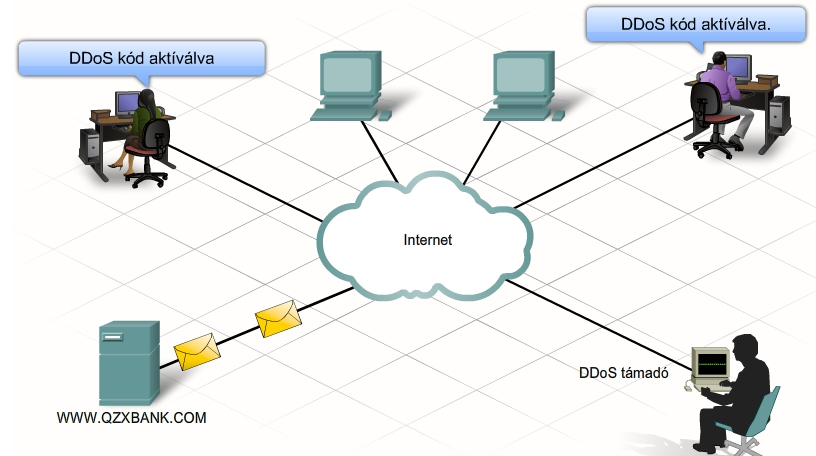 DDoS kód aktíválva
DDoS kód aktíválva.
Internet
DDoS támadó
WWW.QZXBANK.COM